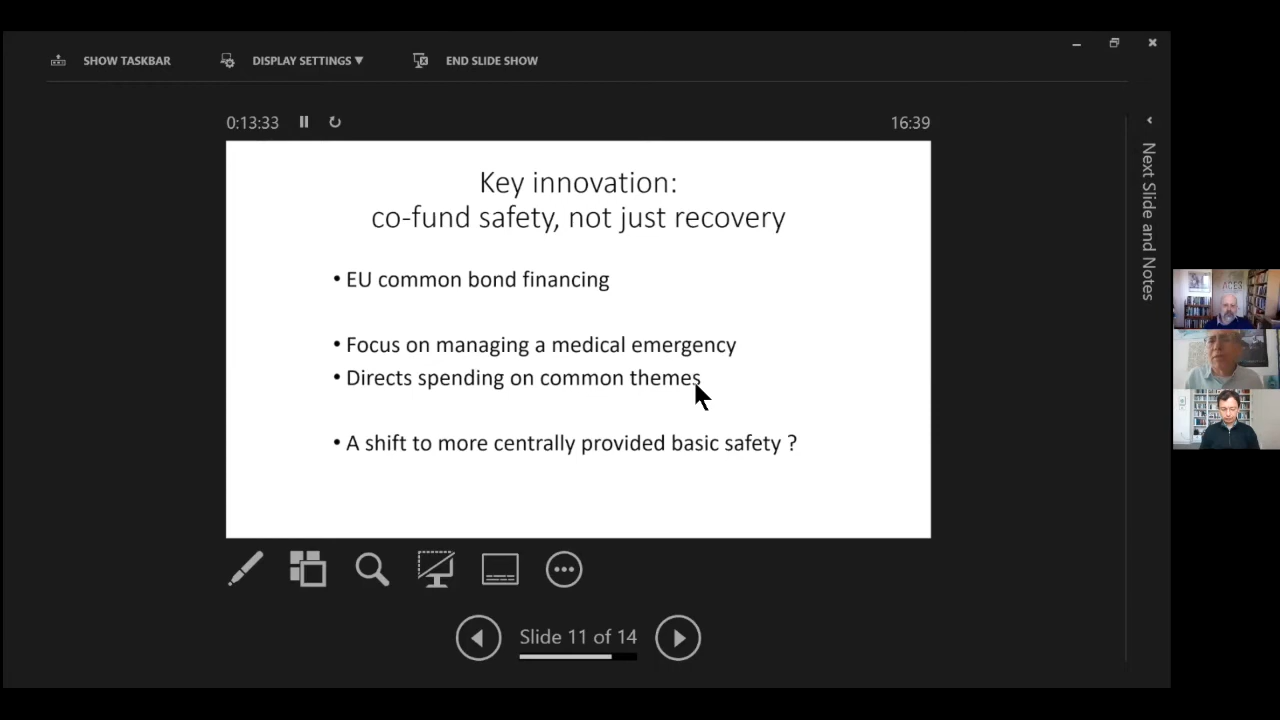 SHOW TASKBAR
DISPLAY SETTINGS ▼
END SLIDE SHOW
0:13:33
16:39
Key innovation:
co-fund safety, not just recovery
• EU common bond financing
• Focus on managing a medical emergency
• Directs spending on common themes
• A shift to more centrally provided basic safety ?
Slide 11 of 14
Next Slide and Notes
ACES